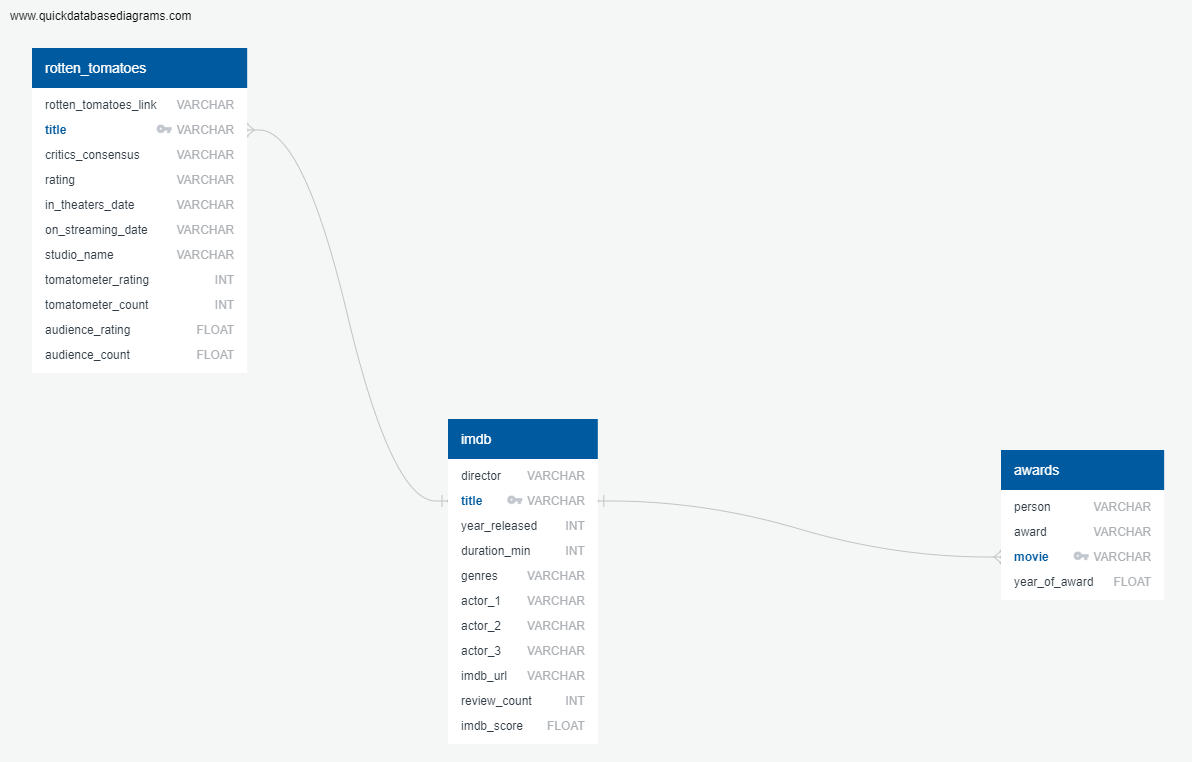 www.quickdatabasediagrams.com
rotten_tomatoes
rotten_tomatoes_link VARCHAR
title VARCHAR
critics_consensus VARCHAR
rating VARCHAR
in_theaters_date VARCHAR
on_streaming_date VARCHAR
studio_name VARCHAR
tomatometer_rating INT
tomatometer_count INT
audience_rating FLOAT
audience_count FLOAT
imdb
director VARCHAR
title VARCHAR
year_released INT
duration_min INT
genres VARCHAR
actor_1 VARCHAR
actor_2 VARCHAR
actor_3 VARCHAR
imdb_url VARCHAR
review_count INT
imdb_score FLOAT
awards
person VARCHAR
award VARCHAR
movie VARCHAR
year_of_award FLOAT